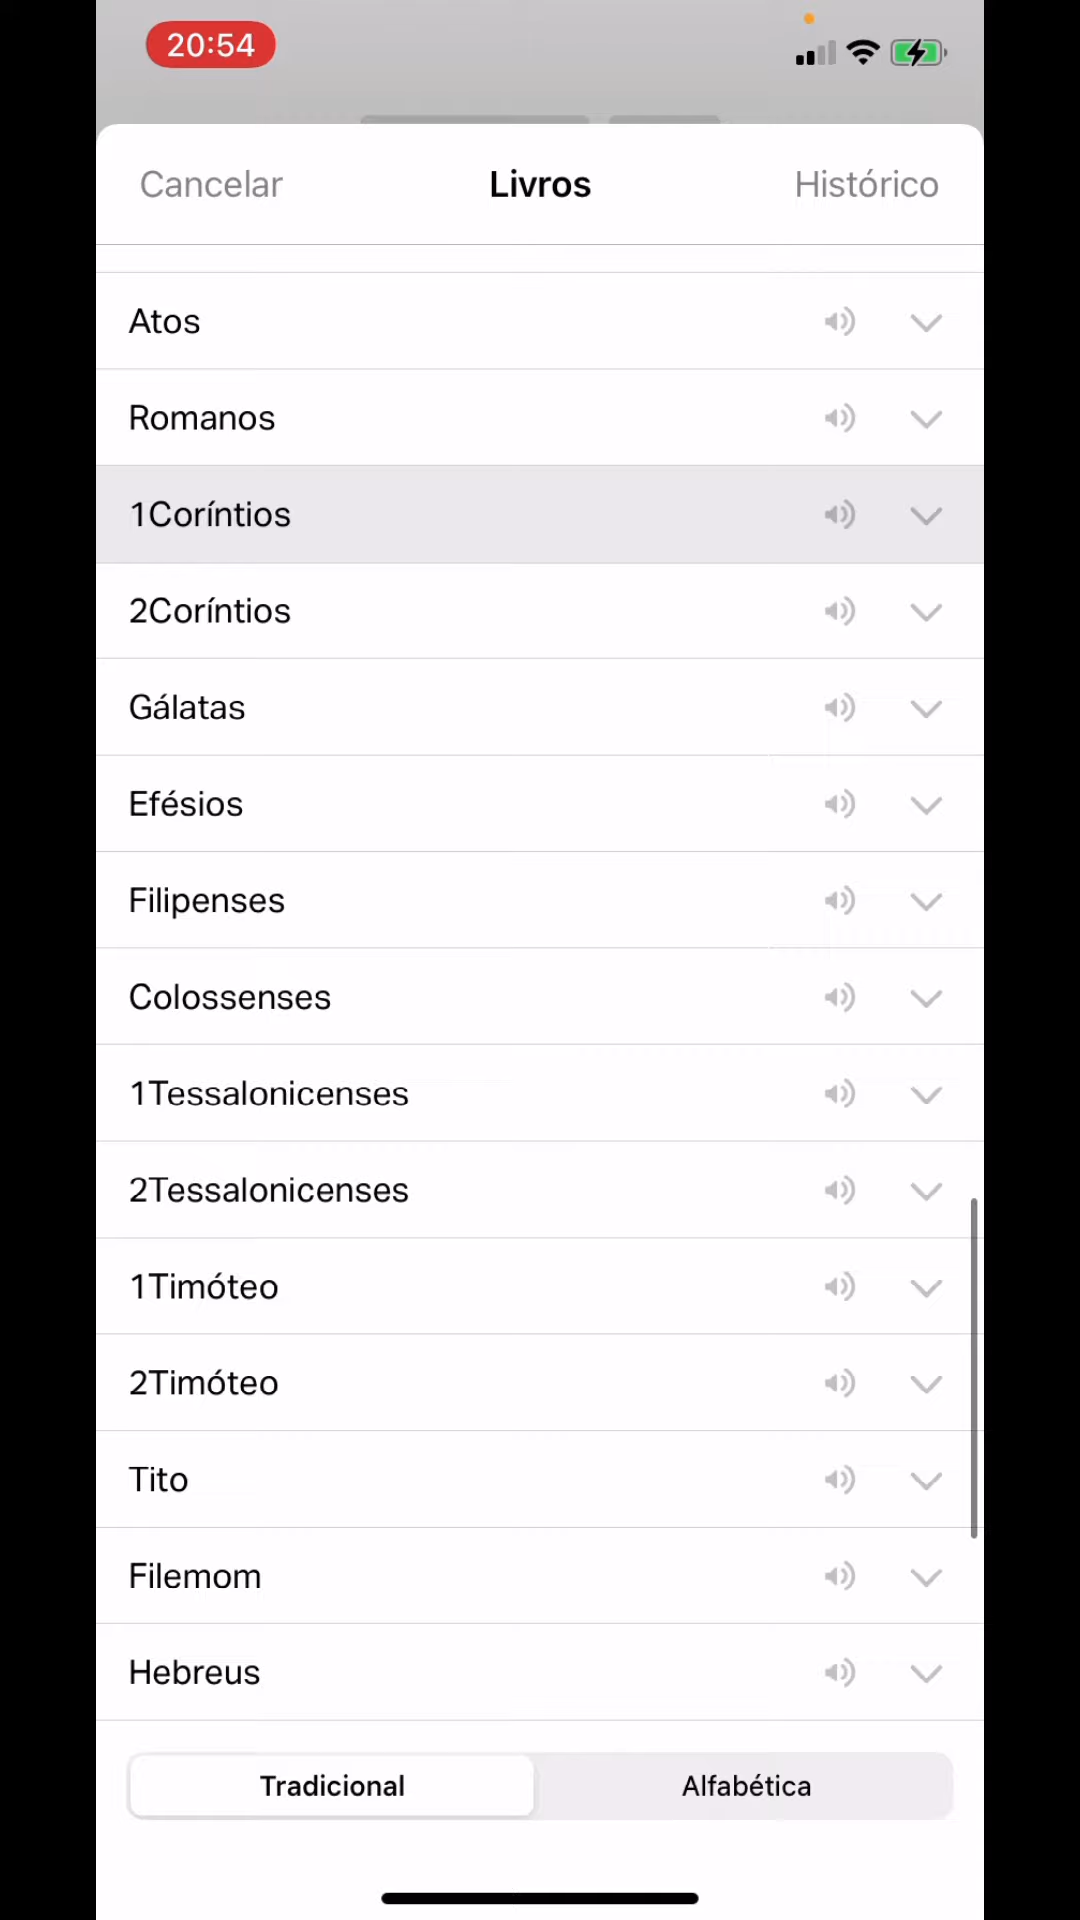 20:54
Cancelar Livros Histórico
Atos
Romanos
1Coríntios
2Coríntios
Gálatas
Efésios
Filipenses
Colossenses
1Tessalonicenses
2Tessalonicenses
1Timóteo
2Timóteo
Tito
Filemom
Hebreus
Tradicional Alfabética